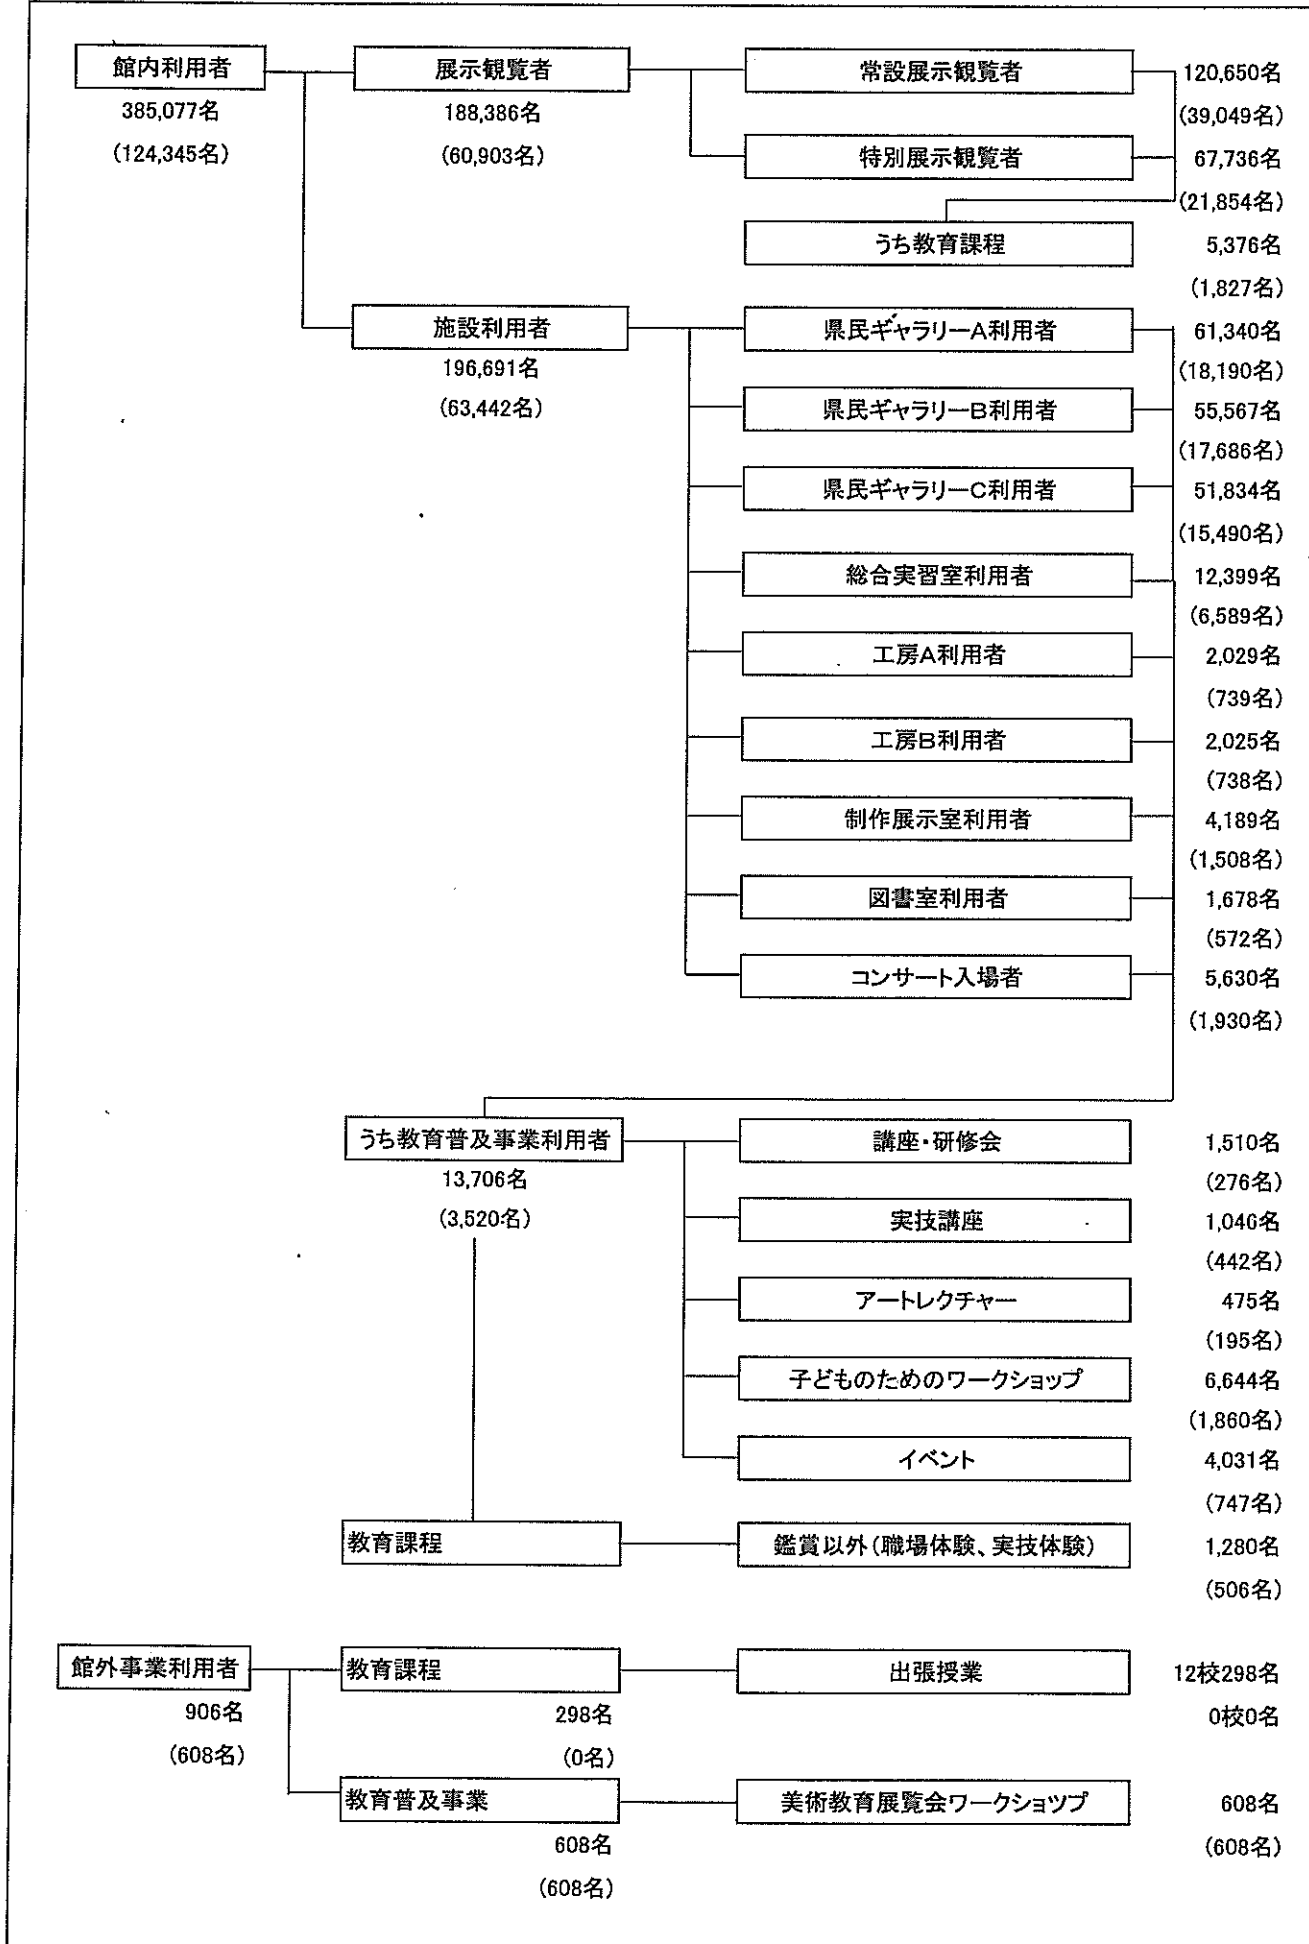 館内利用者 展示観覧者 常設展示観覧者 120,650名
385,077名 188,386名 (39,049名)
(124,345名) (60,903名) 特別展示観覧者 67,736名
(21,854名)
うち教育課程 5,376名
(1,827名)
施設利用者 県民ギャラリーA利用者 61,340名
196,691名 (18,190名)
(63,442名) 県民ギャラリーB利用者 55,567名
(17,686名)
県民ギャラリーC利用者 51,834名
(15,490名)
総合実習室利用者 12,399名
(6,589名)
工房A利用者 2,029名
(739名)
工房B利用者 2,025名
(738名)
制作展示室利用者 4,189名
(1,508名)
図書室利用者 1,678名
(572名)
コンサート入場者 5,630名
(1,930名)
うち教育普及事業利用者 講座・研修会 1,510名
13,706名 (276名)
(3,520名) 実技講座 1,046名
(442名)
アートレクチャー 475名
(195名)
子どものためのワークショップ 6,644名
(1,860名)
イベント 4,031名
(747名)
教育課程 鑑賞以外(職場体験、実技体験) 1,280名
(506名)
館外事業利用者 教育課程 出張授業 12校298名
906名 298名 0校0名
(608名) (0名)
教育普及事業 美術教育展覧会ワークショツプ 608名
608名 (608名)
(608名)